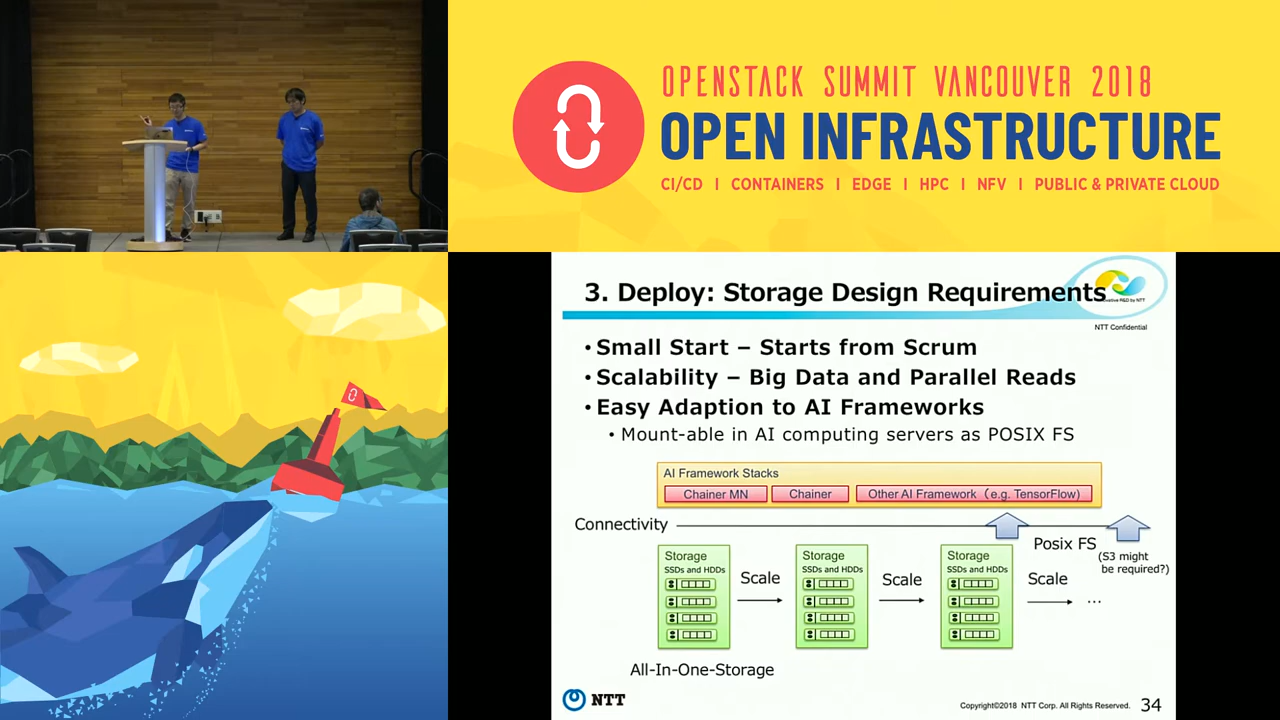 OPENSTACK SUMMIT VANCOUVER 2018
OPEN INFRASTRUCTURE
CI/CD | CONTAINERS | EDGE | HPC | NFV | PUBLIC & PRIVATE CLOUD
3. Deploy: Storage Design Requirements
Innovative R&D by NTT
NTT Confidential
• Small Start – Starts from Scrum
• Scalability – Big Data and Parallel Reads
• Easy Adaption to AI Frameworks
• Mount-able in AI computing servers as POSIX FS
AI Framework Stacks
Chainer MN Chainer Other AI Framework (e.g. TensorFlow)
Connectivity
Posix FS
(S3 might
be required?)
Storage
SSDs and HDDs
Scale
Storage
SSDs and HDDs
Scale
Storage
SSDs and HDDs
Scale
...
All-In-One-Storage
NTT
Copyright©2018 NTT Corp. All Rights Reserved. 34